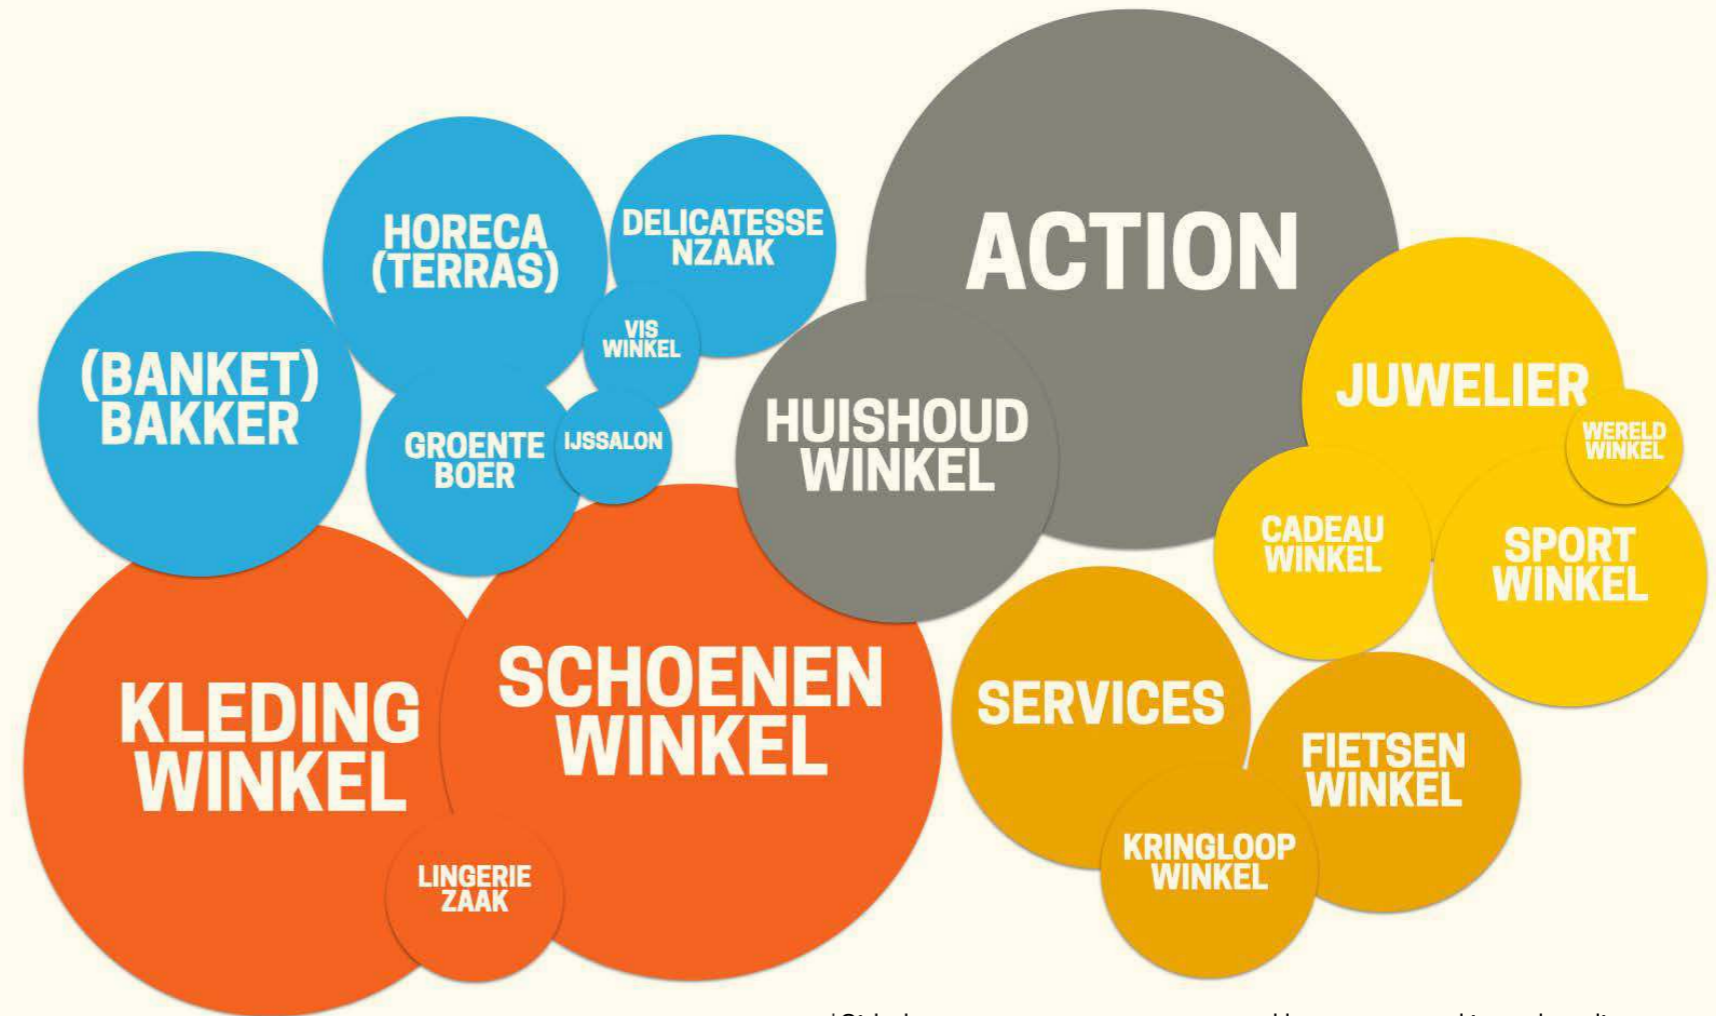 HORECA
(TERRAS)
DELICATESSE
NZAAK
ACTION
VIS
WINKEL
(BANKET)
BAKKER
GROENTE
BOER
IJSSALON
HUISHOUD
WINKEL
JUWELIER
WERELD
WINKEL
CADEAU
WINKEL
SPORT
WINKEL
KLEDING
WINKEL
SCHOENEN
WINKEL
SERVICES
FIETSEN
WINKEL
KRINGLOOP
WINKEL
LINGERIE
ZAAK